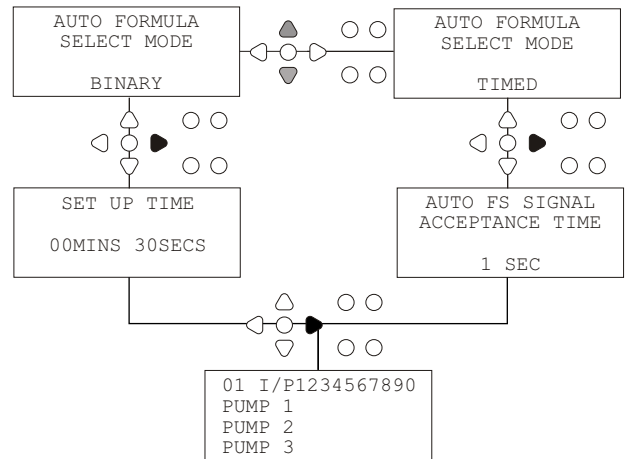 AUTO FORMULA
SELECT MODE
BINARY
AUTO FORMULA
SELECT MODE
TIMED
SET UP TIME
00MINS 30SECS
AUTO FS SIGNAL
ACCEPTANCE TIME
1 SEC
01 I/P1234567890
PUMP 1
PUMP 2
PUMP 3